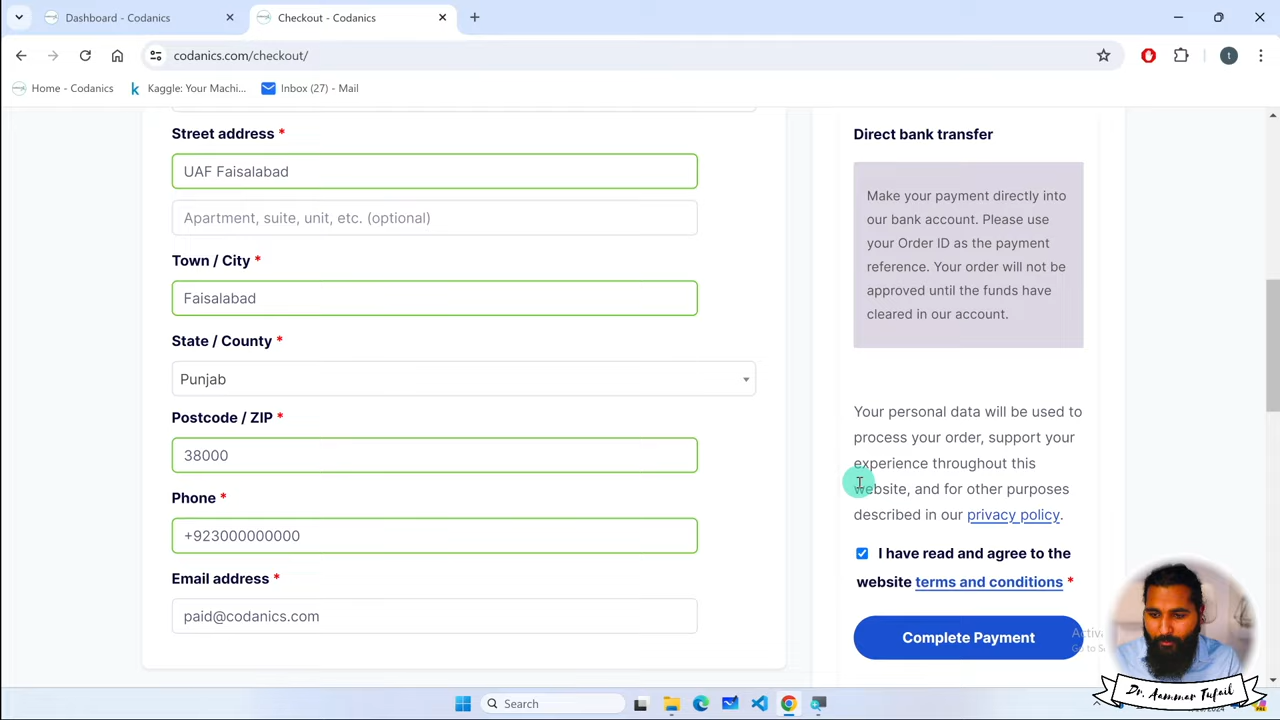 Dashboard - Codanics
Checkout - Codanics
codanics.com/checkout/
t
Home - Codanics
Kaggle: Your Machi...
Inbox (27) - Mail
Street address *
UAF Faisalabad
Apartment, suite, unit, etc. (optional)
Town / City *
Faisalabad
State / County *
Punjab
Postcode / ZIP *
38000
Phone *
+923000000000
Email address *
paid@codanics.com
Direct bank transfer
Make your payment directly into
our bank account. Please use
your Order ID as the payment
reference. Your order will not be
approved until the funds have
cleared in our account.
Your personal data will be used to
process your order, support your
experience throughout this
website, and for other purposes
described in our privacy policy.
I have read and agree to the
website terms and conditions *
Complete Payment
Dr. Aammar Tufail
Search